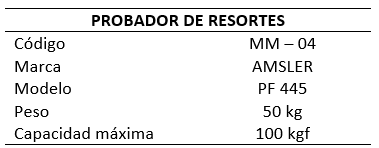 PROBADOR DE RESORTES
Código MM – 04
Marca AMSLER
Modelo PF 445
Peso 50 kg
Capacidad máxima 100 kgf